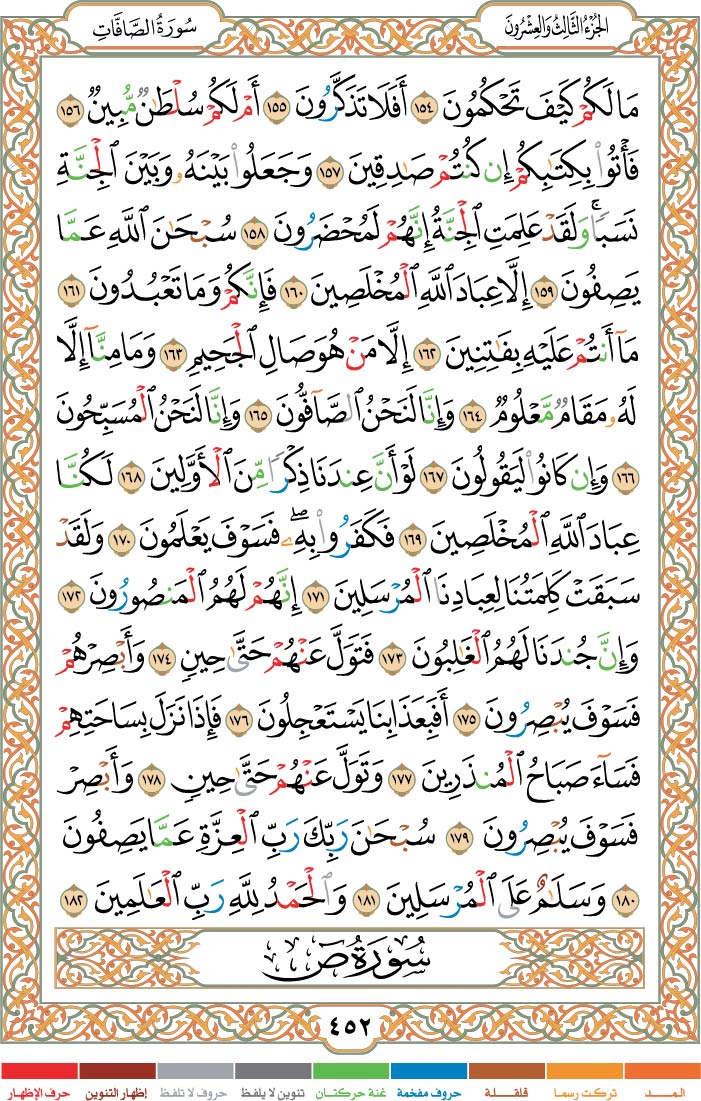 الجُزْءُ الثَّالِثُ وَالعِشْرُونَ
سُورَةُ الصَّافَّاتِ
مَا لَكُمْ كَيْفَ تَحْكُمُونَ ١٥٤ أَفَلَا تَذَكَّرُونَ ١٥٥ أَمْ لَكُمْ سُلْطَٰنٌ مُّبِينٌ ١٥٦
فَأْتُوا۟ بِكِتَٰبِكُمْ إِن كُنتُمْ صَٰدِقِينَ ١٥٧ وَجَعَلُوا۟ بَيْنَهُۥ وَبَيْنَ ٱلْجِنَّةِ
نَسَبًا ۚ وَلَقَدْ عَلِمَتِ ٱلْجِنَّةُ إِنَّهُمْ لَمُحْضَرُونَ ١٥٨ سُبْحَٰنَ ٱللَّهِ عَمَّا
يَصِفُونَ ١٥٩ إِلَّا عِبَادَ ٱللَّهِ ٱلْمُخْلَصِينَ ١٦٠ فَإِنَّكُمْ وَمَا تَعْبُدُونَ ١٦١
مَآ أَنتُمْ عَلَيْهِ بِفَٰتِنِينَ ١٦٢ إِلَّا مَنْ هُوَ صَالِ ٱلْجَحِيمِ ١٦٣ وَمَا مِنَّآ إِلَّا
لَهُۥ مَقَامٌ مَّعْلُومٌ ١٦٤ وَإِنَّا لَنَحْنُ ٱلصَّآفُّونَ ١٦٥ وَإِنَّا لَنَحْنُ ٱلْمُسَبِّحُونَ
١٦٦ وَإِن كَانُوا۟ لَيَقُولُونَ ١٦٧ لَوْ أَنَّ عِندَنَا ذِكْرًا مِّنَ ٱلْأَوَّلِينَ ١٦٨ لَكُنَّا
عِبَادَ ٱللَّهِ ٱلْمُخْلَصِينَ ١٦٩ فَكَفَرُوا۟ بِهِۦ ۖ فَسَوْفَ يَعْلَمُونَ ١٧٠ وَلَقَدْ
سَبَقَتْ كَلِمَتُنَا لِعِبَادِنَا ٱلْمُرْسَلِينَ ١٧١ إِنَّهُمْ لَهُمُ ٱلْمَنصُورُونَ ١٧٢
وَإِنَّ جُندَنَا لَهُمُ ٱلْغَٰلِبُونَ ١٧٣ فَتَوَلَّ عَنْهُمْ حَتَّىٰ حِينٍ ١٧٤ وَأَبْصِرْهُمْ
فَسَوْفَ يُبْصِرُونَ ١٧٥ أَفَبِعَذَابِنَا يَسْتَعْجِلُونَ ١٧٦ فَإِذَا نَزَلَ بِسَاحَتِهِمْ
فَسَآءَ صَبَاحُ ٱلْمُنذَرِينَ ١٧٧ وَتَوَلَّ عَنْهُمْ حَتَّىٰ حِينٍ ١٧٨ وَأَبْصِرْ
فَسَوْفَ يُبْصِرُونَ ١٧٩ سُبْحَٰنَ رَبِّكَ رَبِّ ٱلْعِزَّةِ عَمَّا يَصِفُونَ
١٨٠ وَسَلَٰمٌ عَلَى ٱلْمُرْسَلِينَ ١٨١ وَٱلْحَمْدُ لِلَّهِ رَبِّ ٱلْعَٰلَمِينَ ١٨٢
سُورَةُ صٓ
٤٥٢
المـــد تركت رسما قلقـلـة حروف مفخمة غنة حركتان تنوين لا يلفظ حروف لا تلفظ إظهار التنوين حرف الإظهار